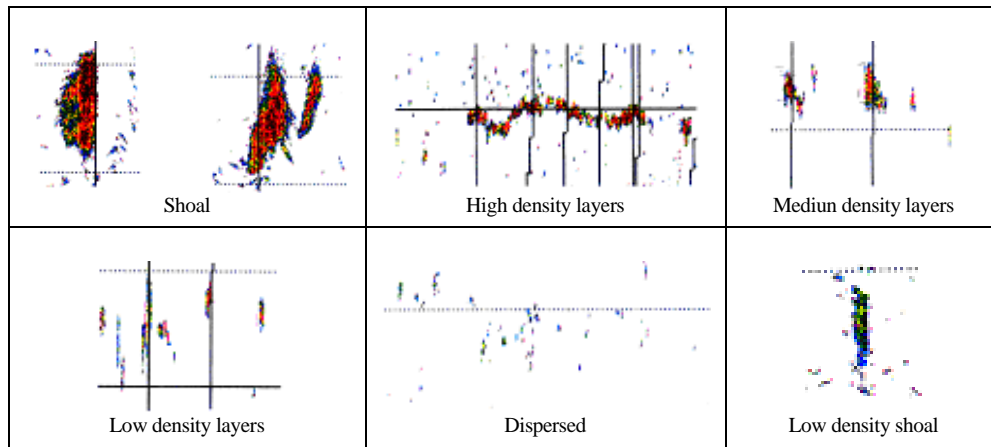 Shoal
High density layers
Mediun density layers
Low density layers
Dispersed
Low density shoal